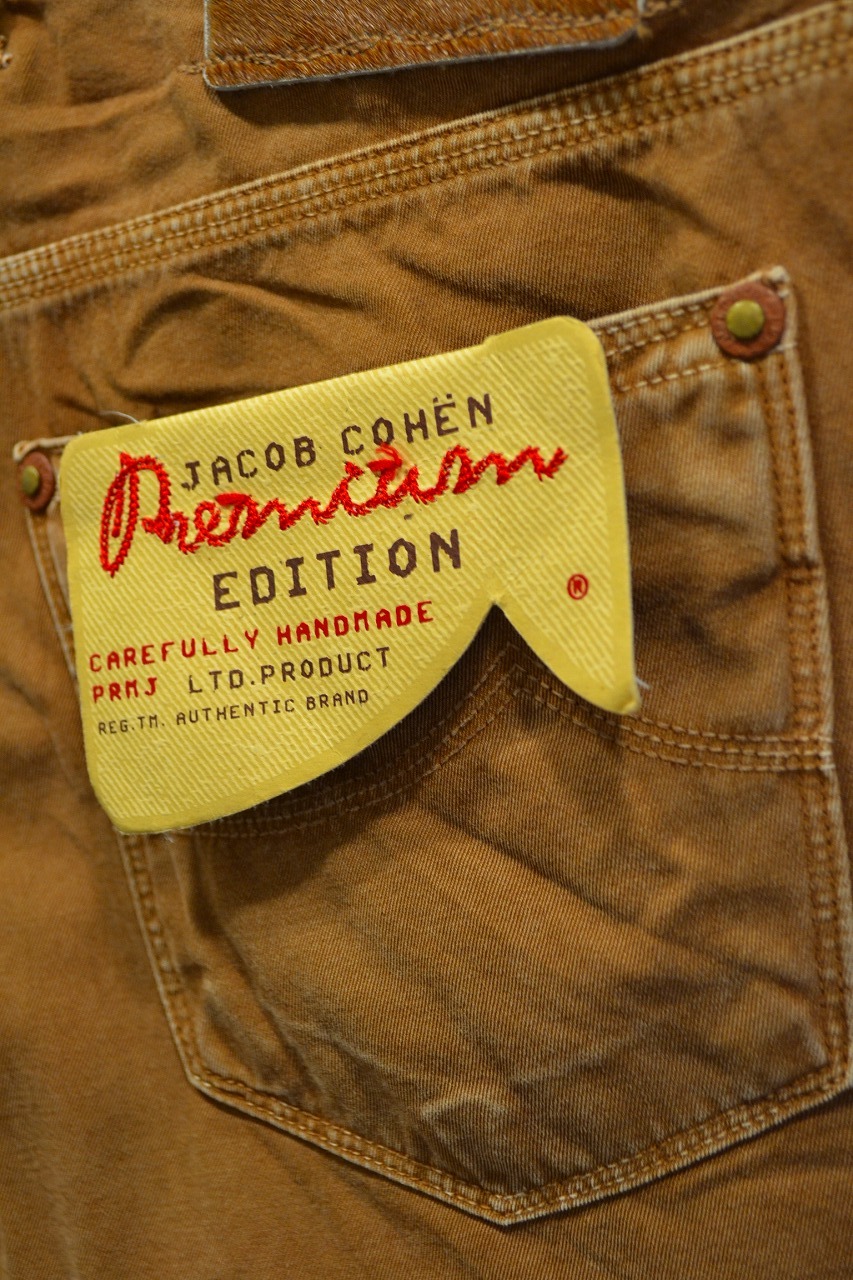 JACOB COHËN
Premium
EDITION
®
CAREFULLY HANDMADE
PRMJ LTD.PRODUCT
REG.TM. AUTHENTIC BRAND